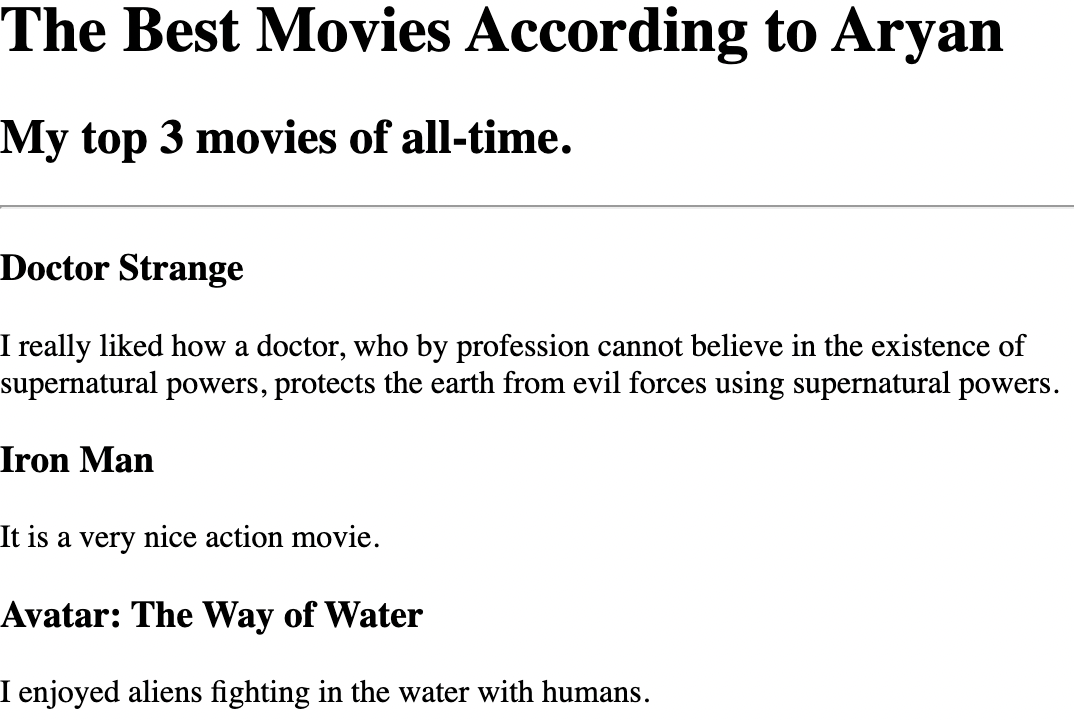 The Best Movies According to Aryan
My top 3 movies of all-time.
Doctor Strange
I really liked how a doctor, who by profession cannot believe in the existence of
supernatural powers, protects the earth from evil forces using supernatural powers.
Iron Man
It is a very nice action movie.
Avatar: The Way of Water
I enjoyed aliens fighting in the water with humans.